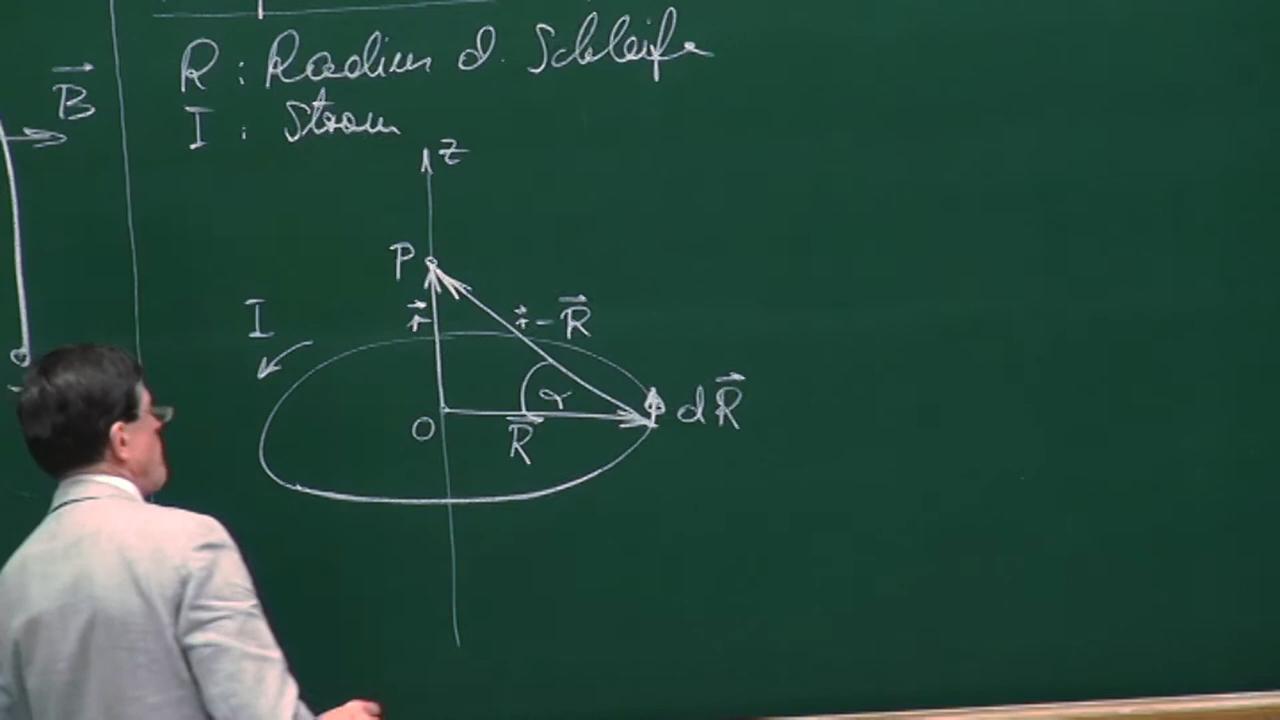 R : Radius d. Schleife
B⃗
I : Strom
z
P
I
r⃗
r⃗ - R⃗
α
dR⃗
O
R⃗